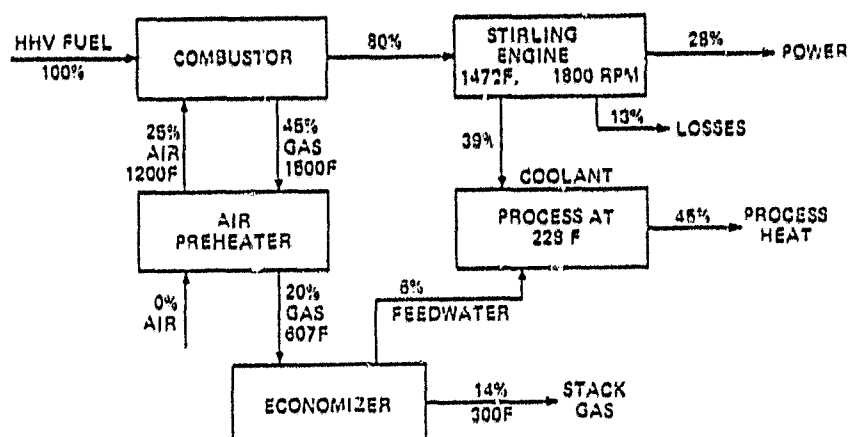 HHV FUEL
100%
COMBUSTOR
80%
STIRLING
ENGINE
1472F, 1800 RPM
28%
POWER
13%
LOSSES
25%
AIR
1200F
45%
GAS
1600F
39%
COOLANT
AIR
PREHEATER
PROCESS AT
228 F
45%
PROCESS
HEAT
0%
AIR
20%
GAS
607F
6%
FEEDWATER
ECONOMIZER
14%
300F
STACK
GAS